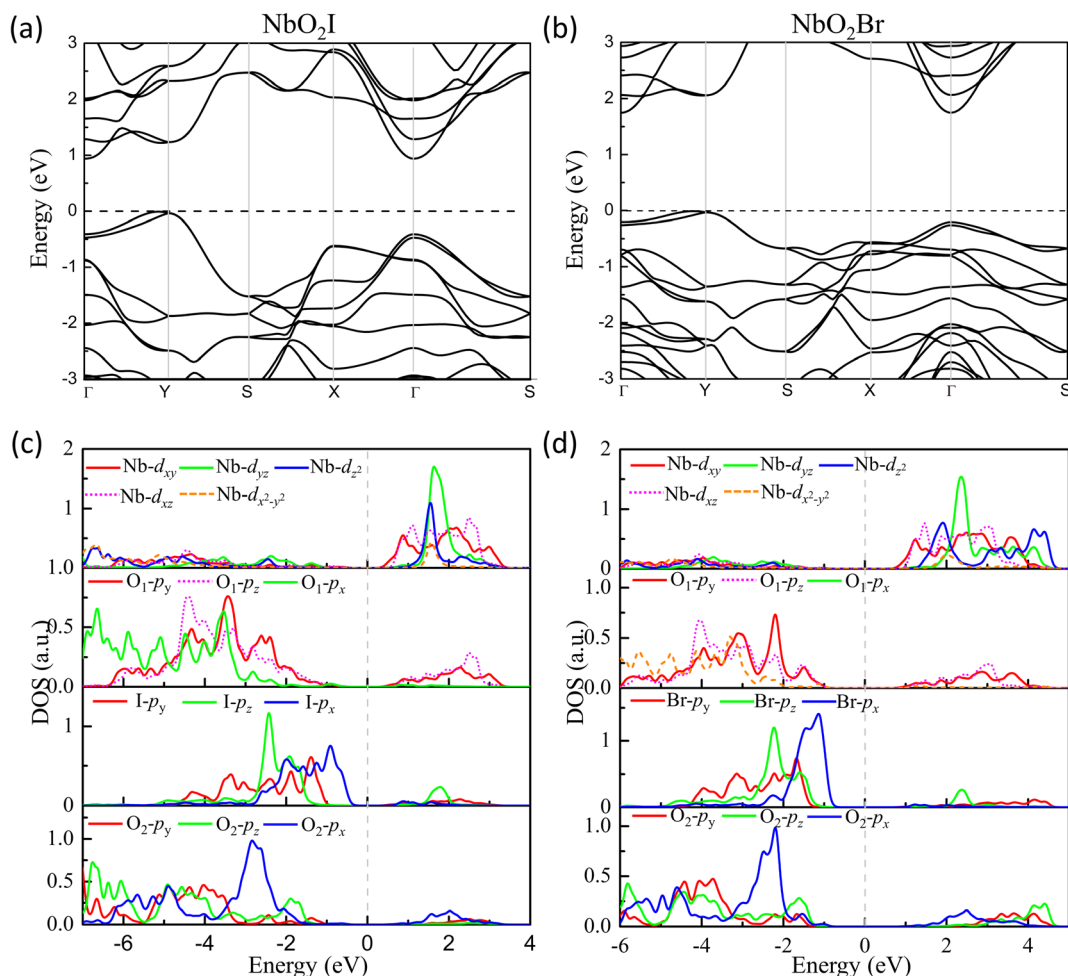 (a) NbO₂I
3
2
1
0
-1
-2
-3
Energy (eV)
Γ Y S X Γ S
(b) NbO₂Br
3
2
1
0
-1
-2
-3
Energy (eV)
Γ Y S X Γ S
(c)
2
Nb-dxy Nb-dyz Nb-dz²
Nb-dxz Nb-dx²-y²
1
1.0
O₁-py O₁-pz O₁-px
0.5
0.0
I-py I-pz I-px
1
0
O₂-py O₂-pz O₂-px
1.0
0.5
0.0
DOS (a.u.)
-6 -4 -2 0 2 4
Energy (eV)
(d)
2
Nb-dxy Nb-dyz Nb-dz²
Nb-dxz Nb-dx²-y²
1
0
1.0
O₁-py O₁-pz O₁-px
0.5
0.0
Br-py Br-pz Br-px
1
0
O₂-py O₂-pz O₂-px
1.0
0.5
0.0
DOS (a.u.)
-6 -4 -2 0 2 4
Energy (eV)